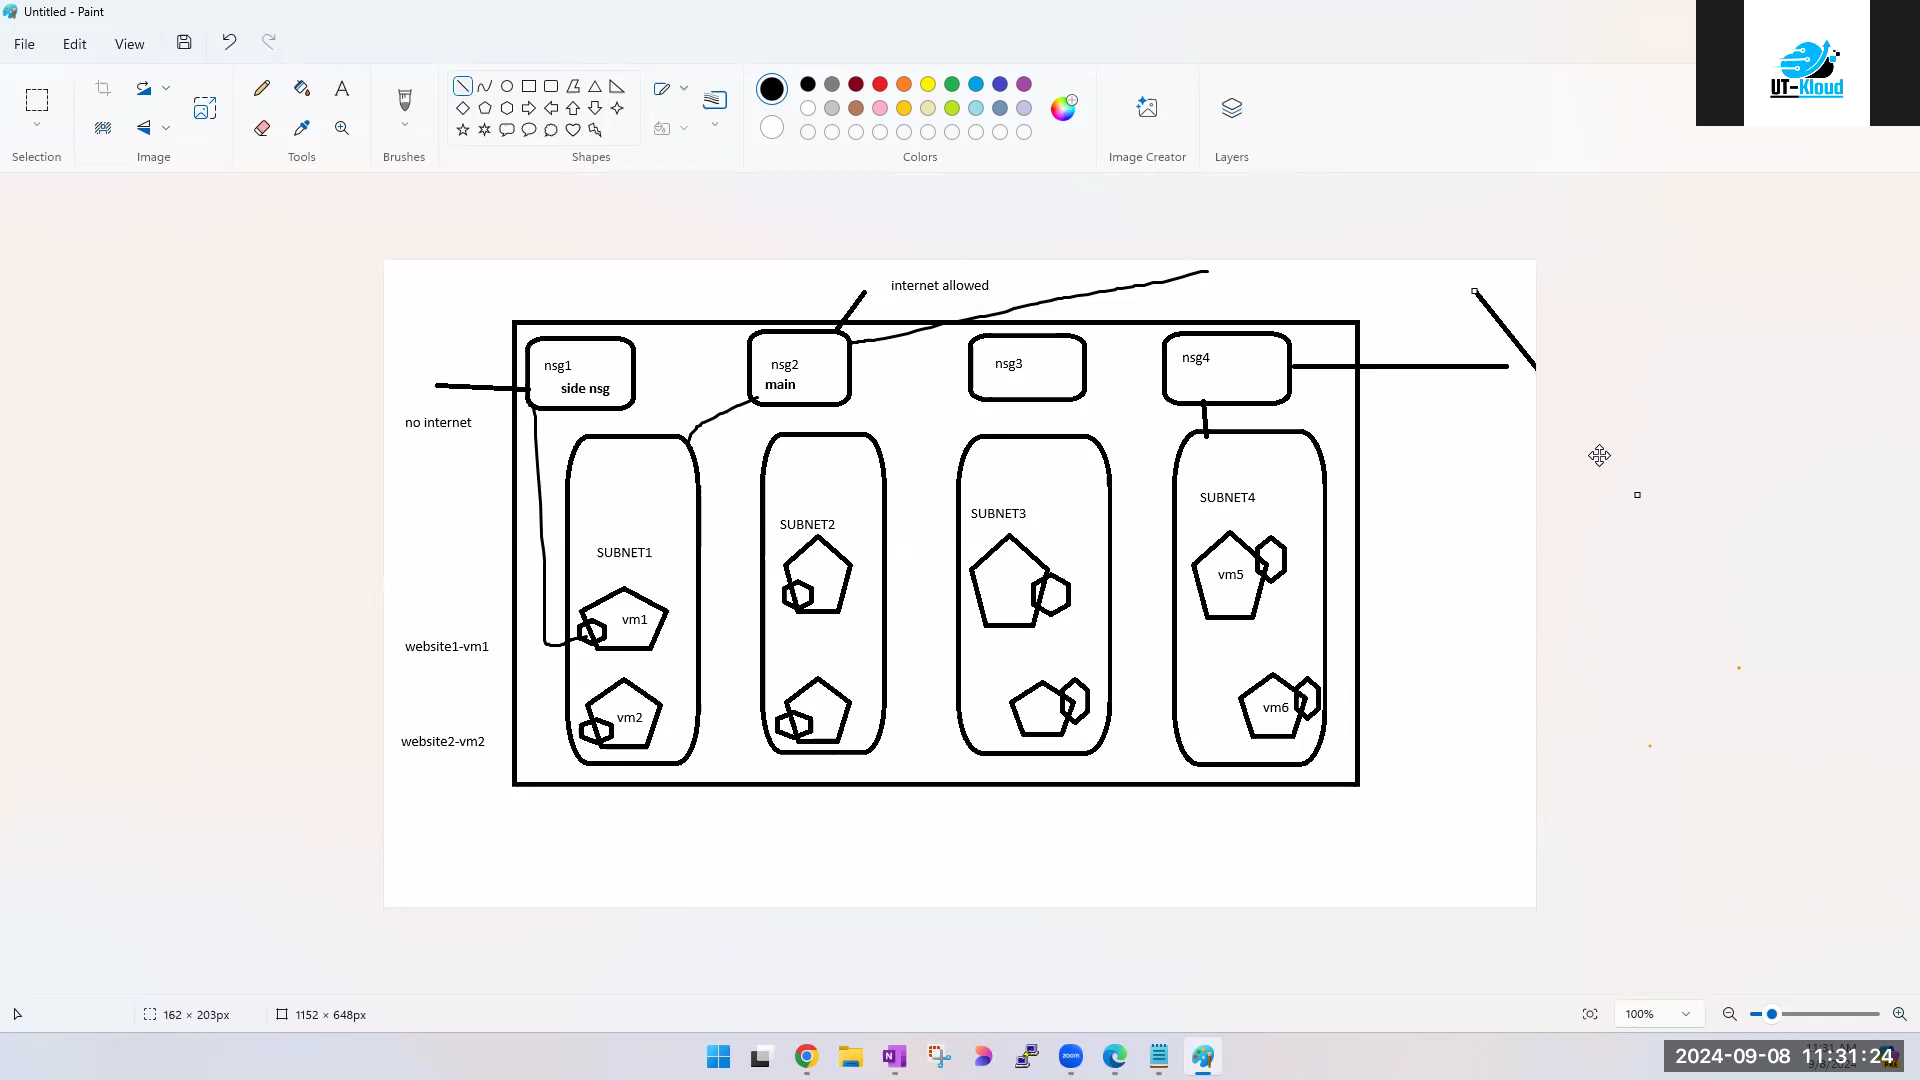 Untitled - Paint
File Edit View
Selection Image Tools Brushes Shapes Colors Image Creator Layers
UT-Kloud
internet allowed
nsg1 nsg2 nsg3 nsg4
side nsg main
no internet
SUBNET1 SUBNET2 SUBNET3 SUBNET4
vm1 vm5
website1-vm1
vm2 vm6
website2-vm2
162 × 203px 1152 × 648px 100%
zoom
2024-09-08 11:31:24